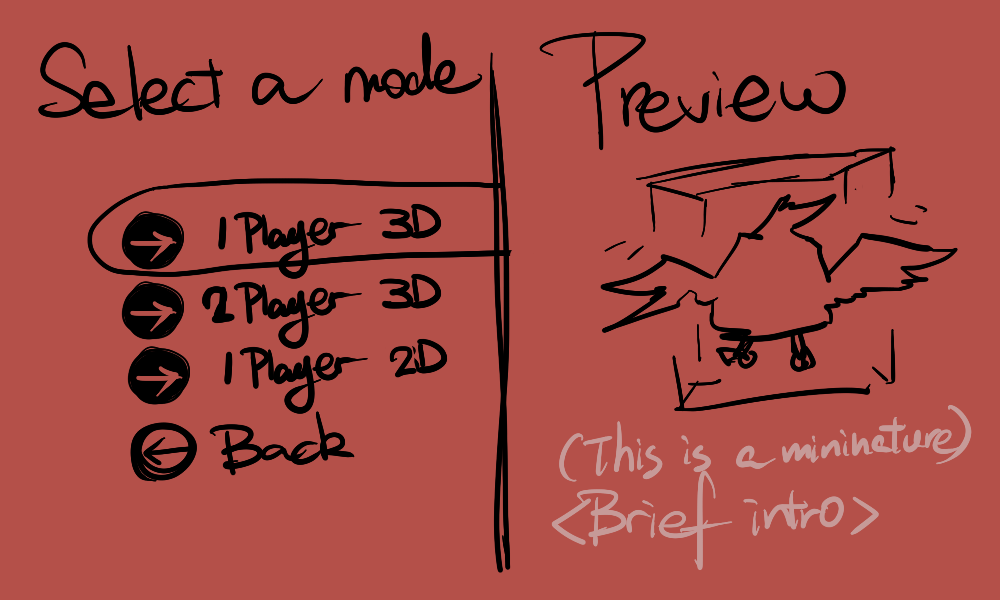 Select a mode
1 Player 3D
2 Player 3D
1 Player 2D
Back
Preview
(This is a mininature)
<Brief intro>